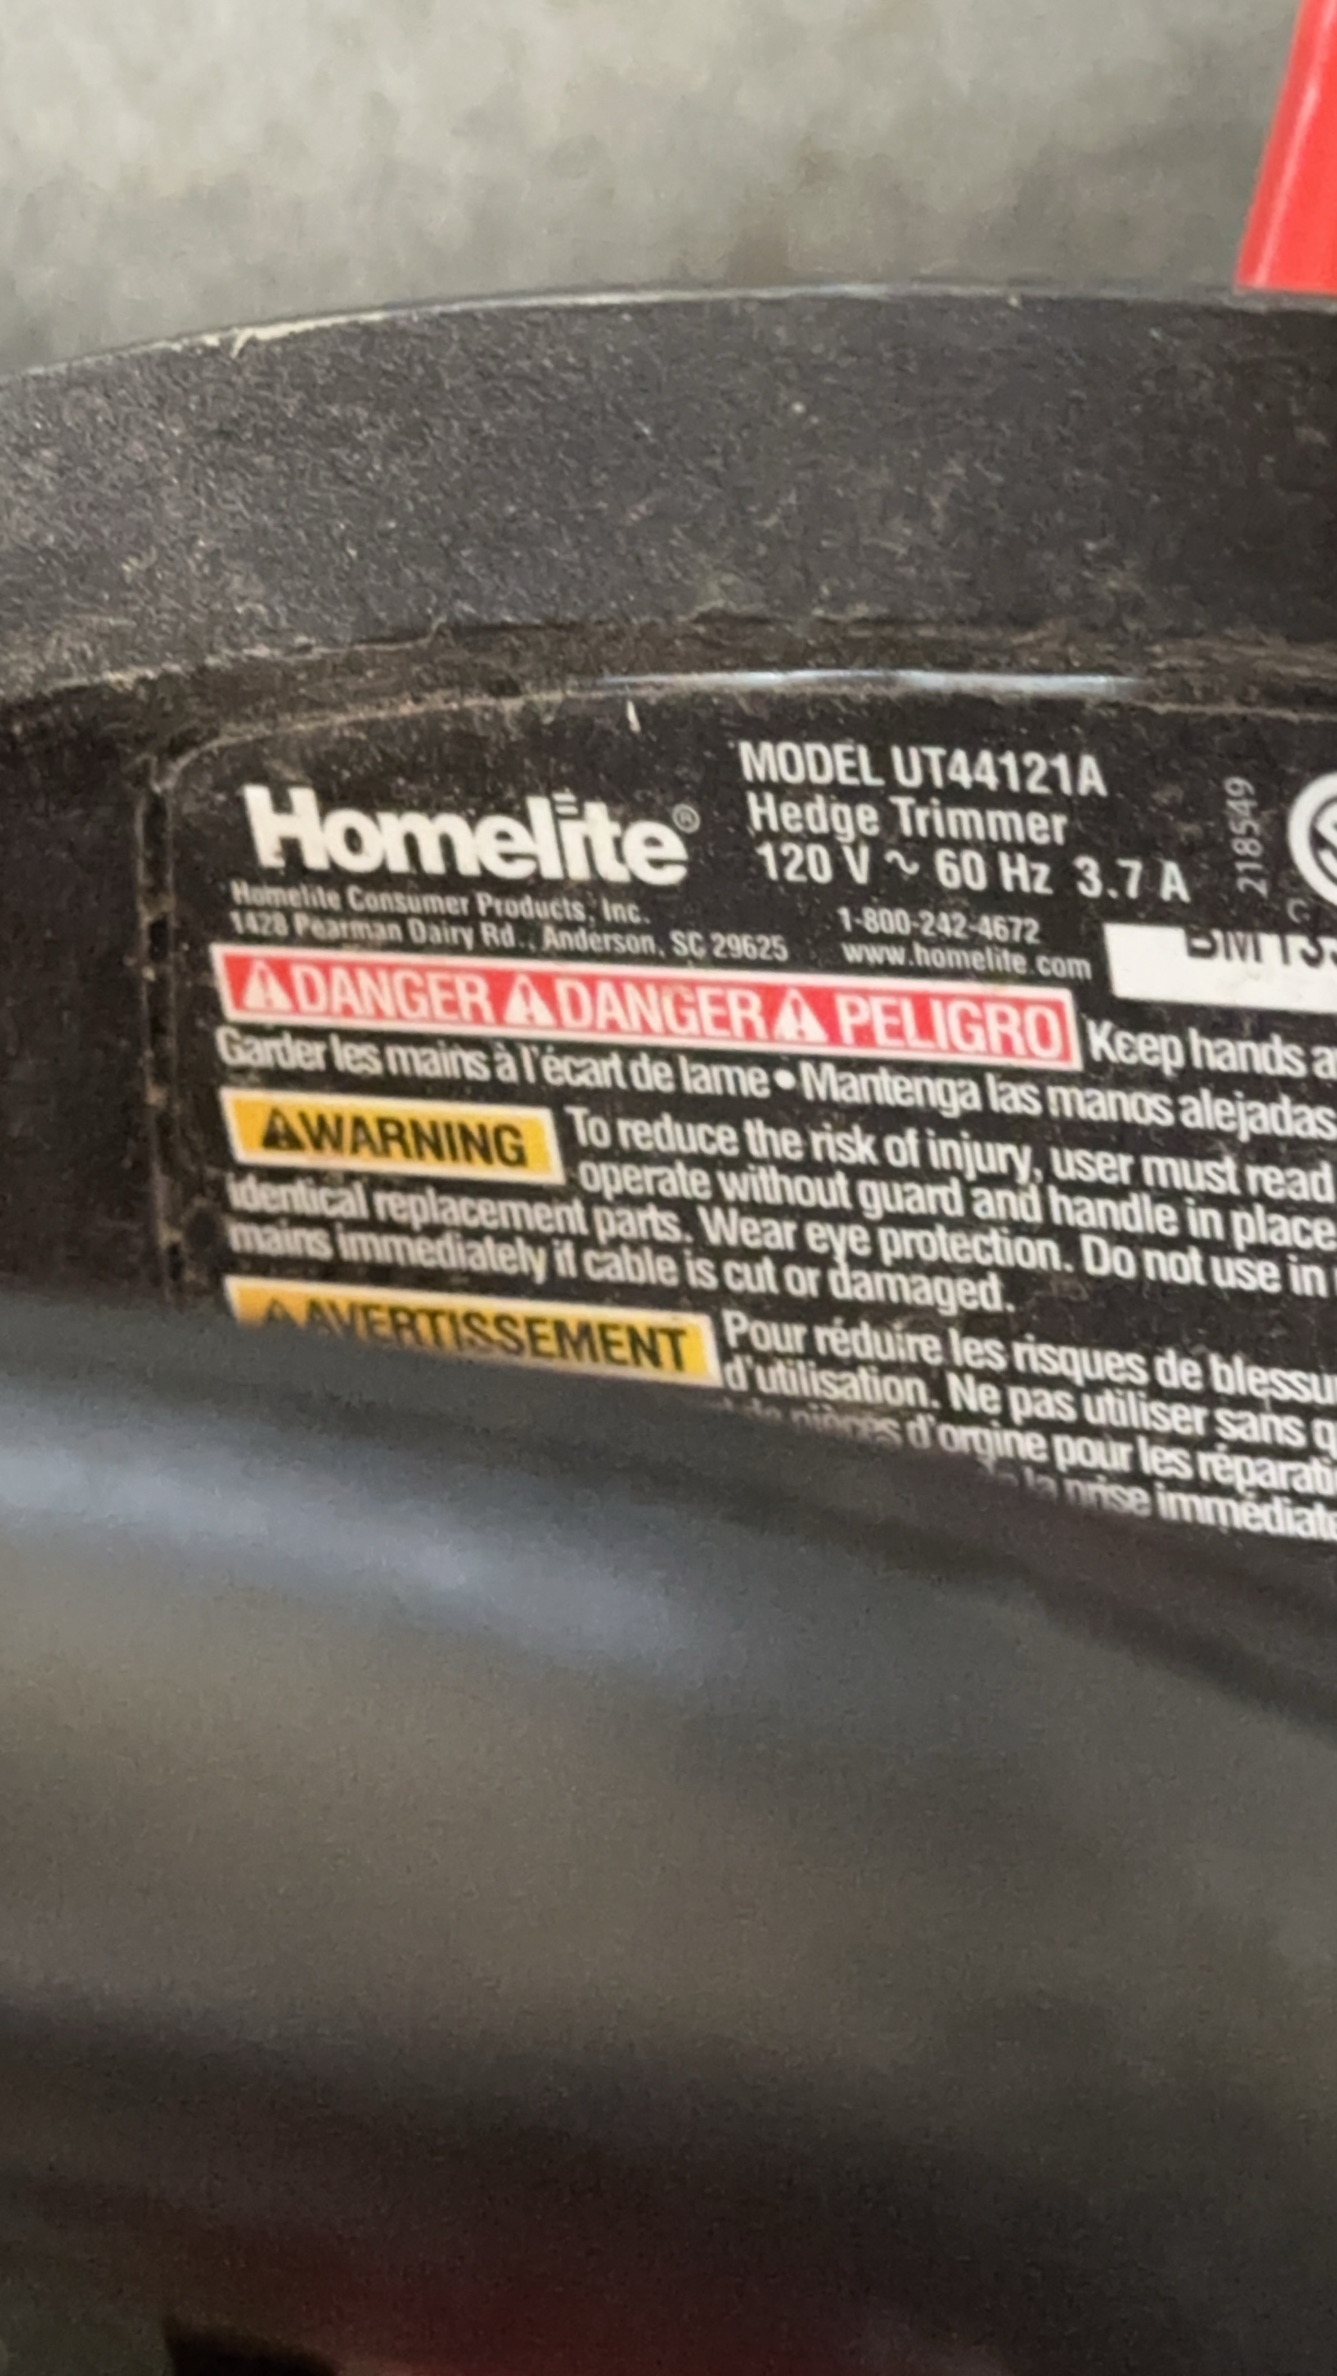 MODEL UT44121A
Homelite®
Hedge Trimmer
120 V ~ 60 Hz 3.7 A
218549
Homelite Consumer Products, Inc.
1428 Pearman Dairy Rd., Anderson, SC 29625
1-800-242-4672
www.homelite.com
DANGER DANGER PELIGRO Keep hands
Garder les mains à l'écart de lame • Mantenga las manos alejadas
WARNING To reduce the risk of injury, user must read
operate without guard and handle in place
identical replacement parts. Wear eye protection. Do not use in
mains immediately if cable is cut or damaged.
AVERTISSEMENT Pour réduire les risques de
d'utilisation. Ne pas utiliser sans
de pièces d'orgine pour les
la prise